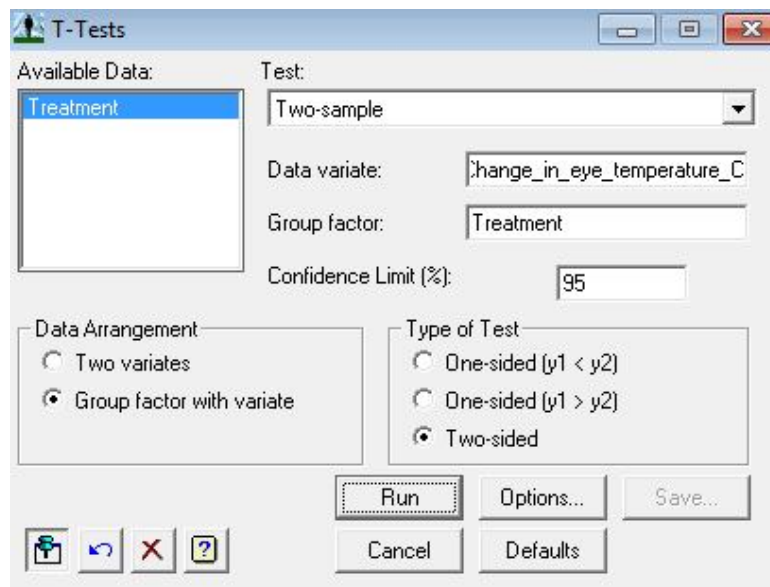 T-Tests
Available Data:
Test:
Treatment
Two-sample
Data variate:
Change_in_eye_temperature_C
Group factor:
Treatment
Confidence Limit (%):
95
Data Arrangement
Two variates
Group factor with variate
Type of Test
One-sided (y1 < y2)
One-sided (y1 > y2)
Two-sided
Run
Options...
Save...
Cancel
Defaults